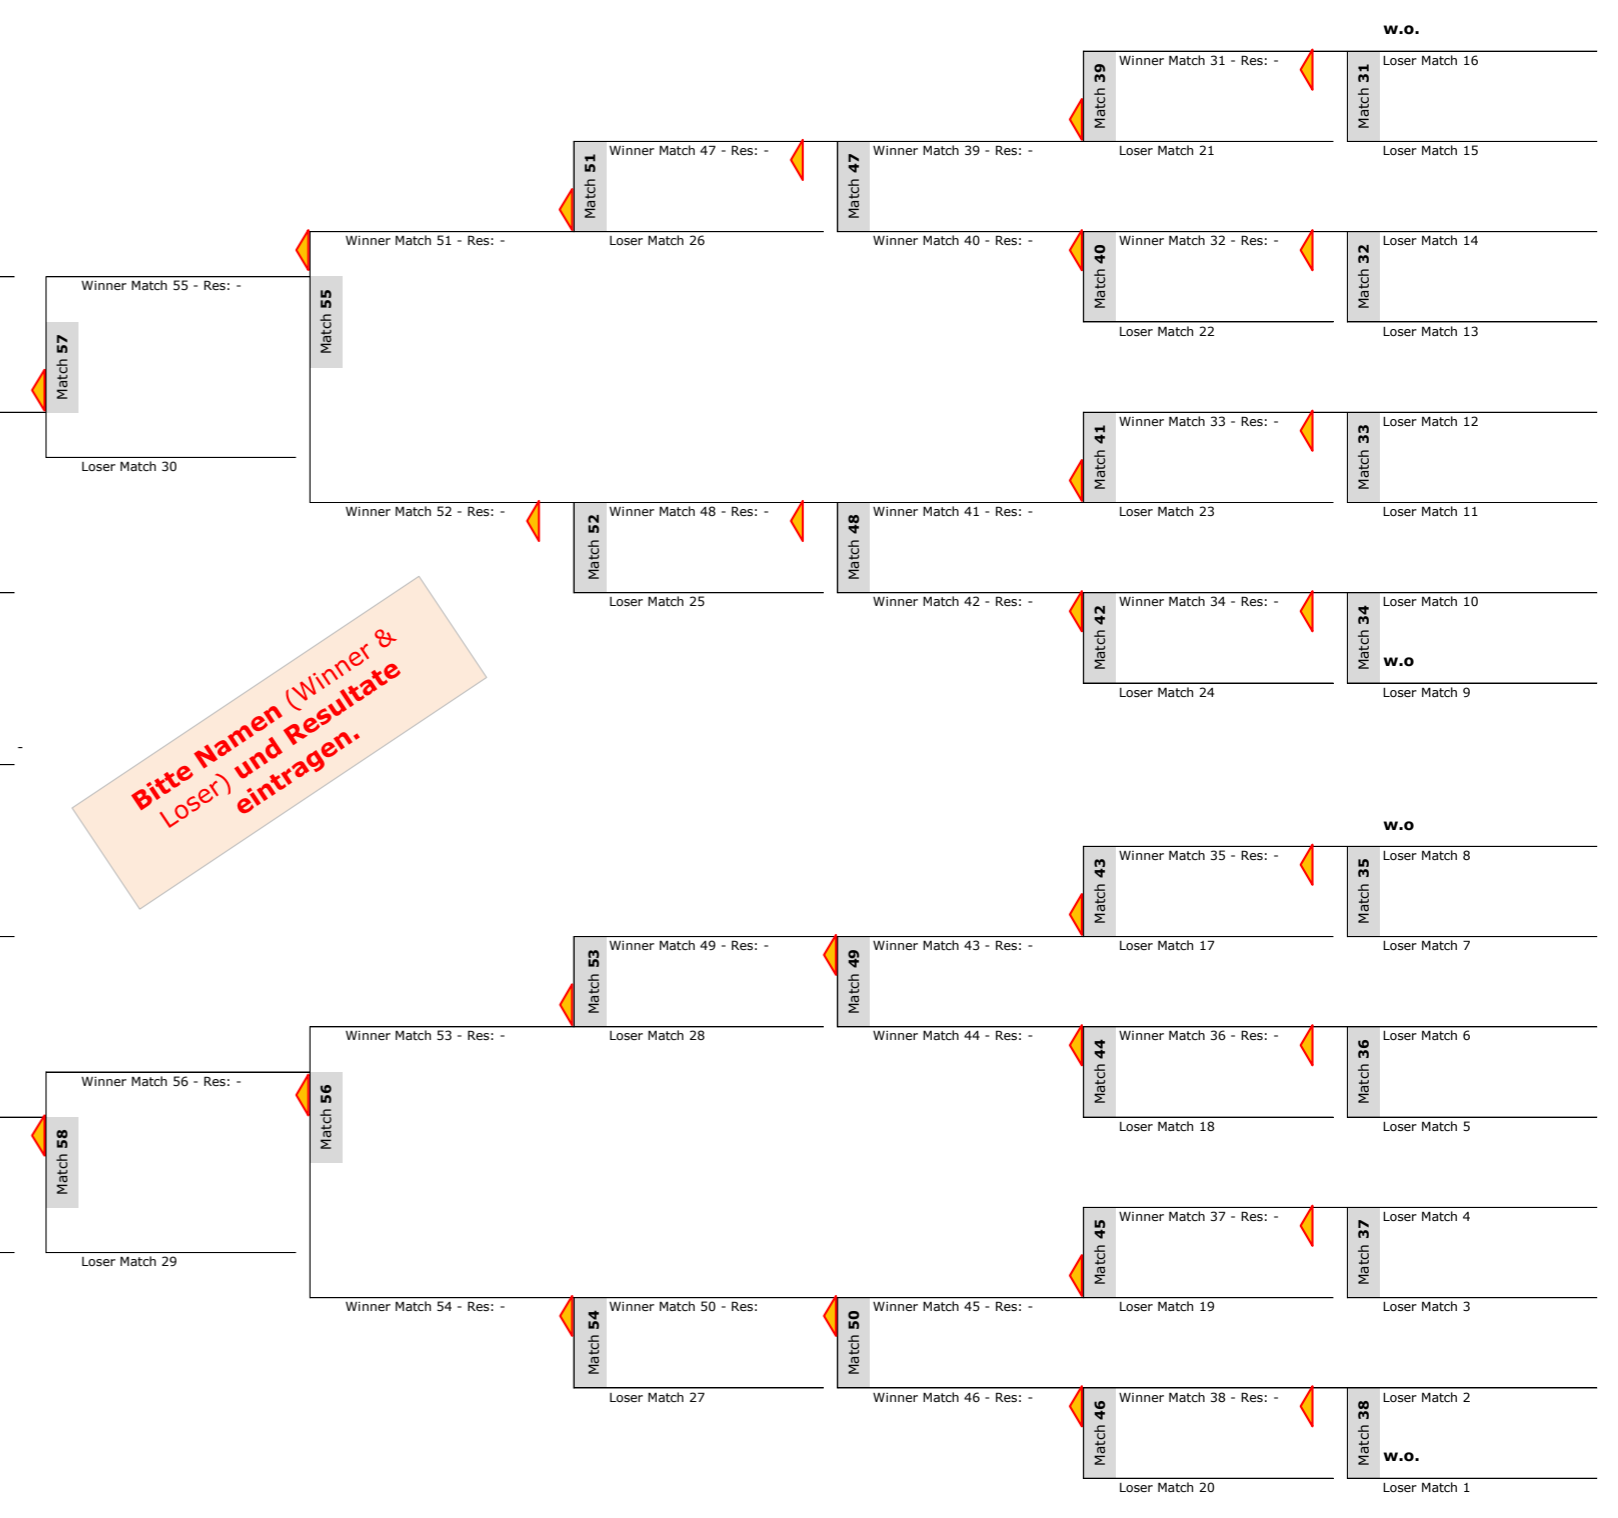 w.o.
Match 39
Winner Match 31 - Res: -
Match 31
Loser Match 16
Match 51
Winner Match 47 - Res: -
Match 47
Winner Match 39 - Res: -
Loser Match 21
Loser Match 15
Winner Match 51 - Res: -
Loser Match 26
Winner Match 40 - Res: -
Match 40
Winner Match 32 - Res: -
Match 32
Loser Match 14
Winner Match 55 - Res: -
Match 55
Loser Match 22
Loser Match 13
Match 57
Match 41
Winner Match 33 - Res: -
Match 33
Loser Match 12
Loser Match 30
Winner Match 52 - Res: -
Match 52
Winner Match 48 - Res: -
Match 48
Winner Match 41 - Res: -
Loser Match 23
Loser Match 11
Loser Match 25
Winner Match 42 - Res: -
Match 42
Winner Match 34 - Res: -
Match 34
Loser Match 10
w.o
Loser Match 24
Loser Match 9
Bitte Namen (Winner &
Loser) und Resultate
eintragen.
-
w.o
Match 43
Winner Match 35 - Res: -
Match 35
Loser Match 8
Match 53
Winner Match 49 - Res: -
Match 49
Winner Match 43 - Res: -
Loser Match 17
Loser Match 7
Winner Match 53 - Res: -
Loser Match 28
Winner Match 44 - Res: -
Match 44
Winner Match 36 - Res: -
Match 36
Loser Match 6
Winner Match 56 - Res: -
Match 56
Loser Match 18
Loser Match 5
Match 58
Match 45
Winner Match 37 - Res: -
Match 37
Loser Match 4
Loser Match 29
Winner Match 54 - Res: -
Match 54
Winner Match 50 - Res:
Match 50
Winner Match 45 - Res: -
Loser Match 19
Loser Match 3
Loser Match 27
Winner Match 46 - Res: -
Match 46
Winner Match 38 - Res: -
Match 38
Loser Match 2
w.o.
Loser Match 20
Loser Match 1